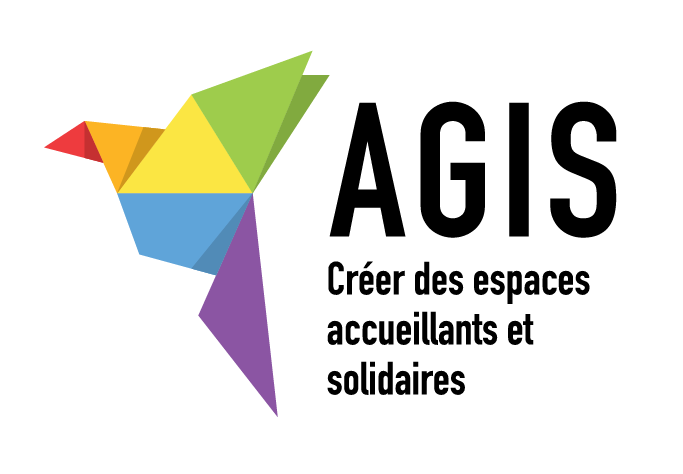 AGIS
Créer des espaces
accueillants et
solidaires